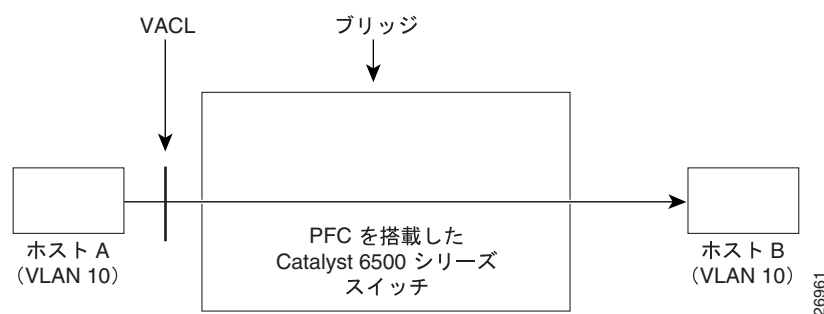 VACL
ブリッジ
PFC を搭載した
Catalyst 6500 シリーズ
スイッチ
ホスト A
(VLAN 10)
ホスト B
(VLAN 10)
26961